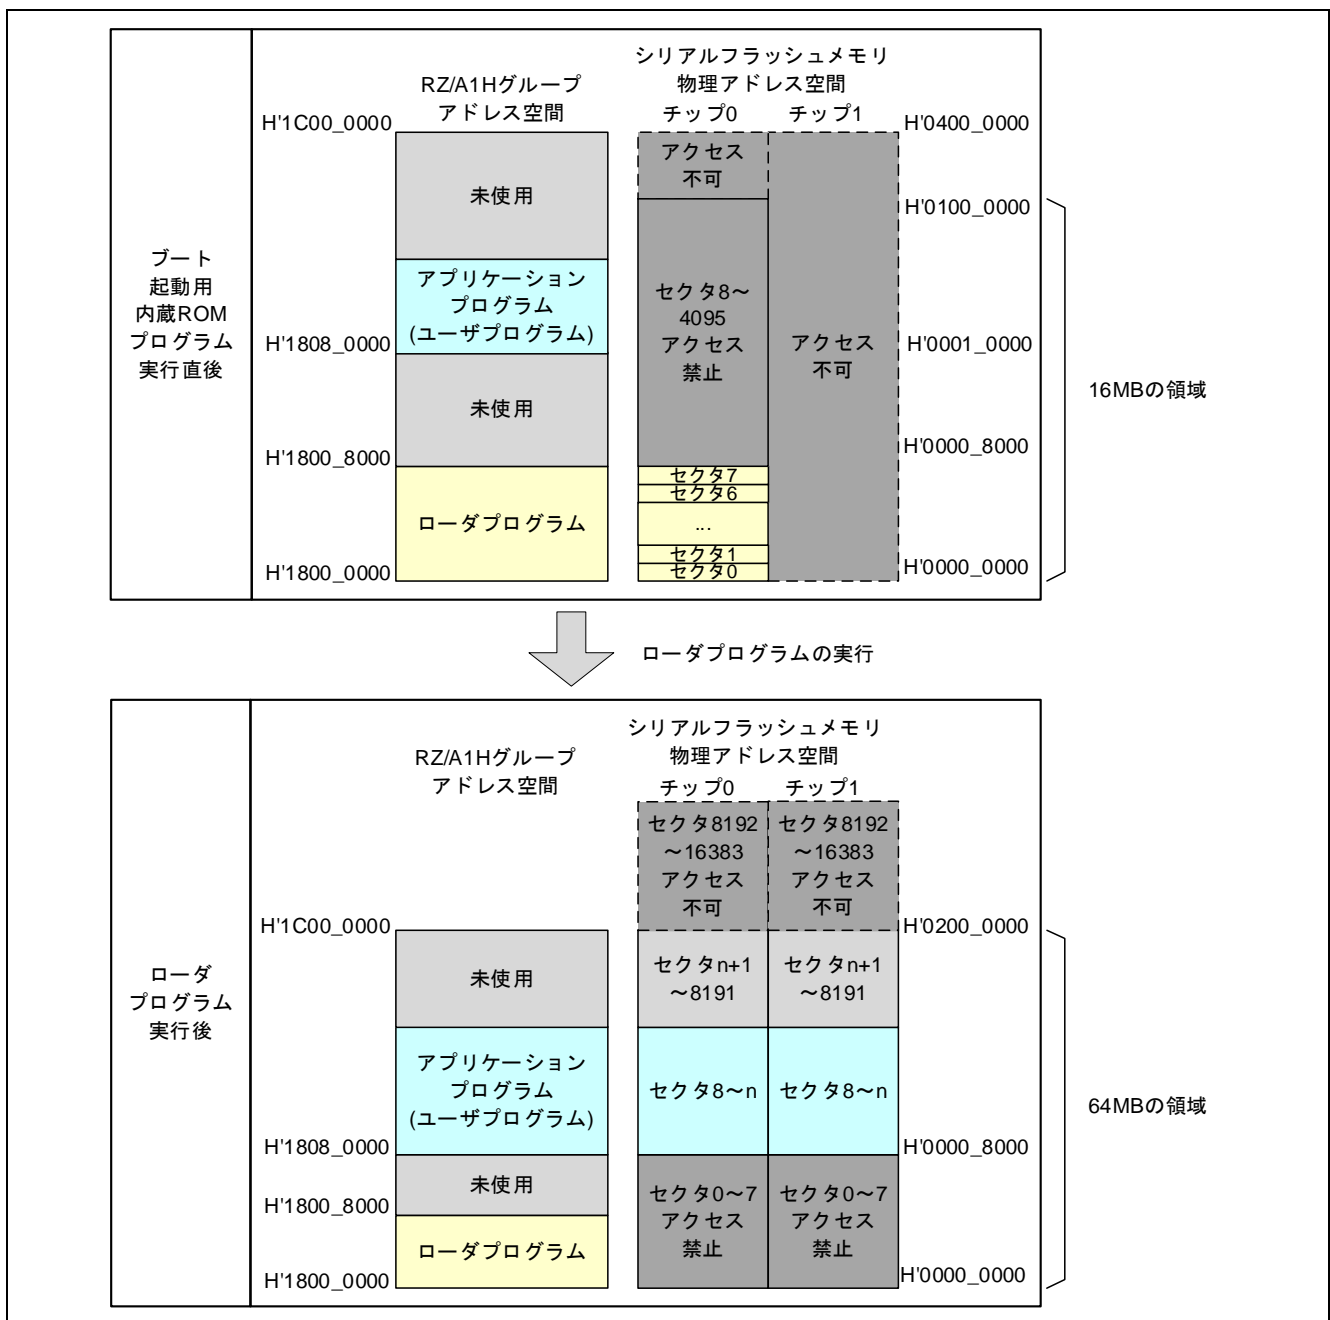 ブート
起動用
内蔵ROM
プログラム
実行直後
RZ/A1Hグループ
アドレス空間
H'1C00_0000
未使用
アプリケーション
プログラム
(ユーザプログラム)
H'1808_0000
未使用
H'1800_8000
ローダプログラム
H'1800_0000
シリアルフラッシュメモリ
物理アドレス空間
チップ0
チップ1
アクセス
不可
セクタ8～
4095
アクセス
禁止
セクタ7
セクタ6
...
セクタ1
セクタ0
アクセス
不可
H'0400_0000
H'0100_0000
H'0001_0000
H'0000_8000
H'0000_0000
16MBの領域
ローダプログラムの実行
ローダ
プログラム
実行後
RZ/A1Hグループ
アドレス空間
H'1C00_0000
未使用
アプリケーション
プログラム
(ユーザプログラム)
H'1808_0000
未使用
H'1800_8000
ローダプログラム
H'1800_0000
シリアルフラッシュメモリ
物理アドレス空間
チップ0
チップ1
セクタ8192
～16383
アクセス
不可
セクタ8192
～16383
アクセス
不可
セクタn+1
～8191
セクタn+1
～8191
セクタ8～n
セクタ8～n
セクタ0～7
アクセス
禁止
セクタ0～7
アクセス
禁止
H'0200_0000
H'0000_8000
H'0000_0000
64MBの領域